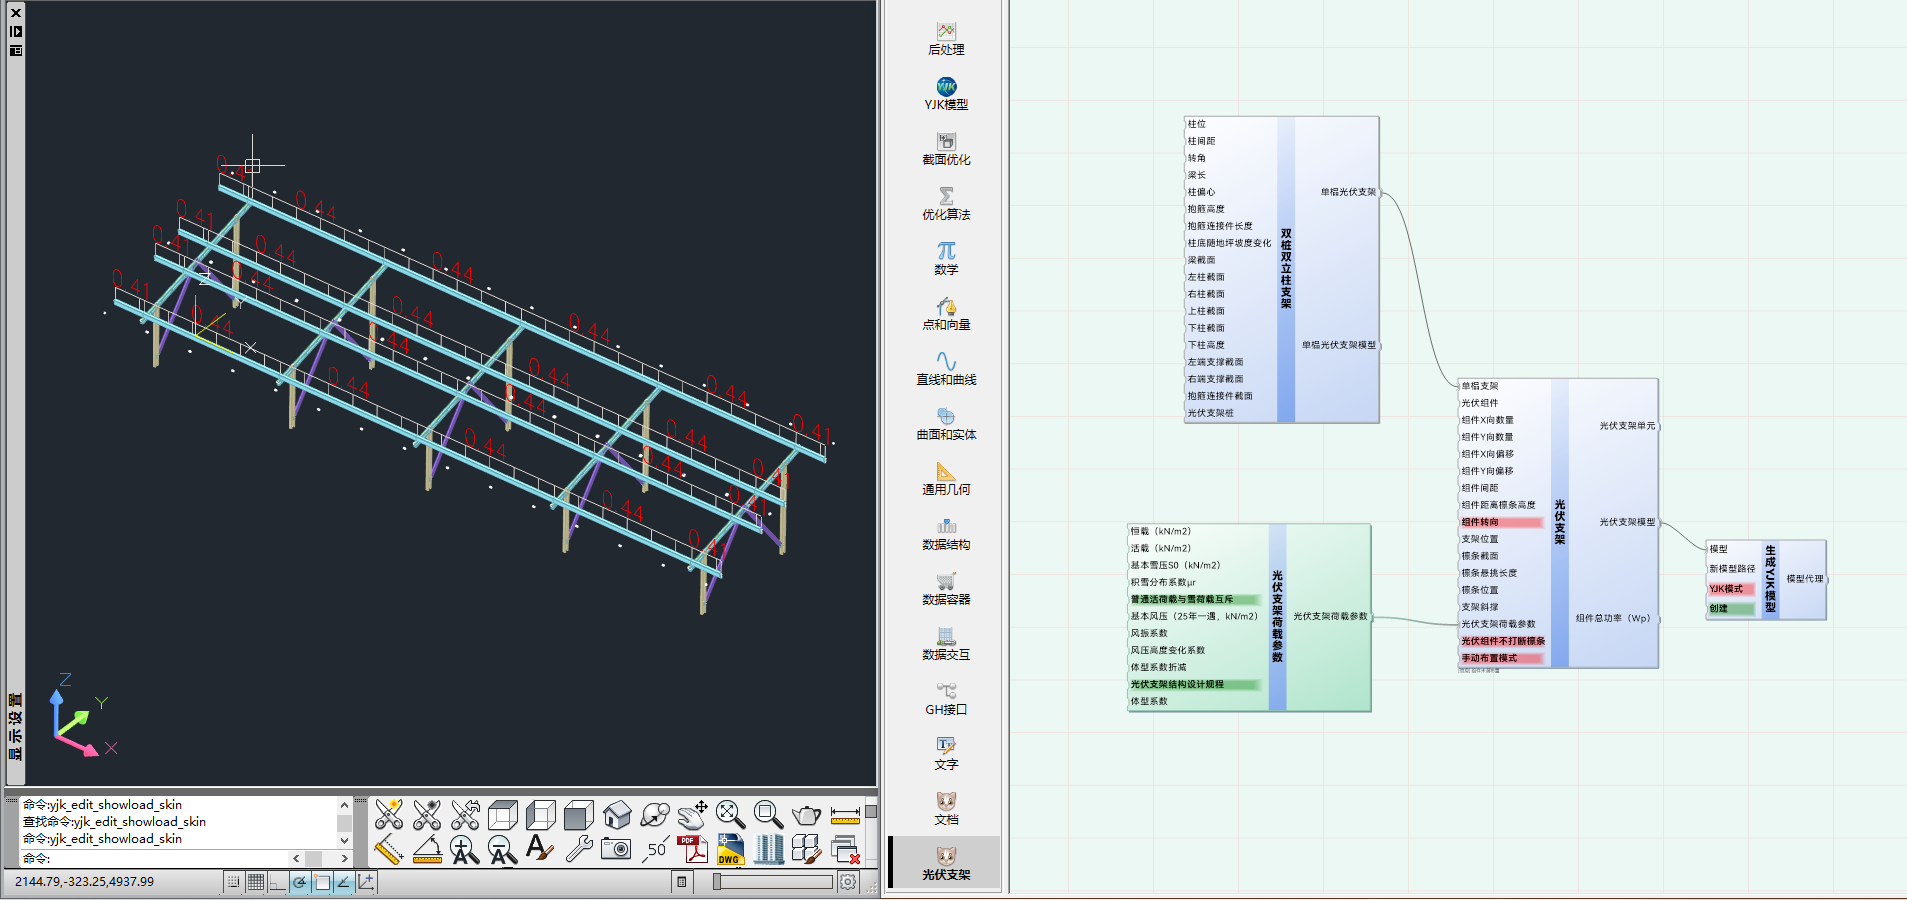 显示设置
0.4
0.44
0.41
0.44
0.44
0.41
0.44
0.44
0.44
0.41
0.44
0.44
0.44
0.44
0.44
0.44
0.41
0.44
0.44
0.44
0.41
0.41
0.41
Z
Y
X
Z
Y
X
命令:yjk_edit_showload_skin
查找命令:yjk_edit_showload_skin
命令:yjk_edit_showload_skin
命令:
.50
PDF
DWG
2144.79,-323.25,4937.99
后处理
YJK
YJK模型
截面优化
优化算法
数学
点和向量
直线和曲线
曲面和实体
通用几何
数据结构
数据容器
数据交互
GH接口
文字
文档
光伏支架
柱位
柱间距
转角
梁长
柱偏心
抱箍高度
抱箍连接件长度
柱底随地坪坡度变化
梁截面
左柱截面
右柱截面
上柱截面
下柱截面
下柱高度
左端支撑截面
右端支撑截面
抱箍连接件截面
光伏支架桩
双桩双立柱支架
单榀光伏支架
单榀光伏支架模型
恒载（kN/m2）
活载（kN/m2）
基本雪压S0（kN/m2）
积雪分布系数μr
普通活荷载与雪荷载互斥
基本风压（25年一遇，kN/m2）
风振系数
风压高度变化系数
体型系数折减
光伏支架结构设计规程
体型系数
光伏支架荷载参数
光伏支架荷载参数
单榀支架
光伏组件
组件X向数量
组件Y向数量
组件X向偏移
组件Y向偏移
组件间距
组件距离檩条高度
组件转向
支架位置
檩条截面
檩条悬挑长度
檩条位置
支架斜撑
光伏支架荷载参数
光伏组件不打断檩条
手动布置模式
光伏支架
光伏支架单元
光伏支架模型
组件总功率（Wp）
模型
新模型路径
YJK模式
创建
生成YJK模型
模型代理